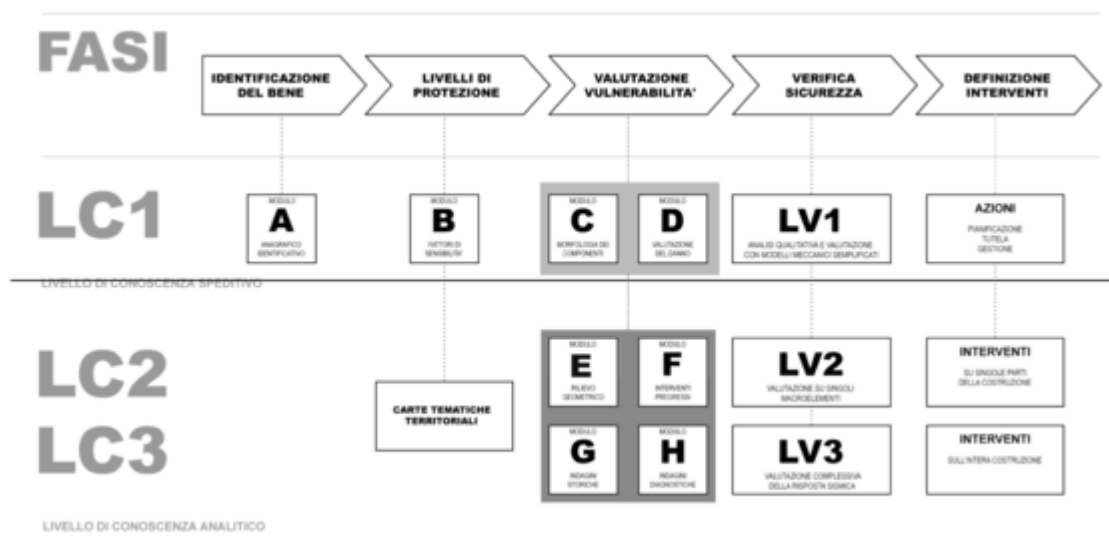 FASI
IDENTIFICAZIONE
DEL BENE
LIVELLI DI
PROTEZIONE
VALUTAZIONE
VULNERABILITA'
VERIFICA
SICUREZZA
DEFINIZIONE
INTERVENTI
LC1
MODULO
A
ANAGRAFICO
IDENTIFICATIVO
MODULO
B
FATTORI DI
SENSIBILITA'
MODULO
C
MORFOLOGIA DEI
COMPONENTI
MODULO
D
VALUTAZIONE
DEL DANNO
LV1
ANALISI QUALITATIVA E VALUTAZIONE
CON MODELLI MECCANICI SEMPLIFICATI
AZIONI
PIANIFICAZIONE
TUTELA
GESTIONE
LIVELLO DI CONOSCENZA SPEDITIVO
LC2
LC3
CARTE TEMATICHE
TERRITORIALI
MODULO
E
RILIEVO
GEOMETRICO
MODULO
F
INTERVENTI
PREGRESSI
MODULO
G
INDAGINI
STORICHE
MODULO
H
INDAGINI
DIAGNOSTICHE
LV2
VALUTAZIONE SU SINGOLI
MACROELEMENTI
LV3
VALUTAZIONE COMPLESSIVA
DELLA RISPOSTA SISMICA
INTERVENTI
SU SINGOLE PARTI
DELLA COSTRUZIONE
INTERVENTI
SULL'INTERA COSTRUZIONE
LIVELLO DI CONOSCENZA ANALITICO